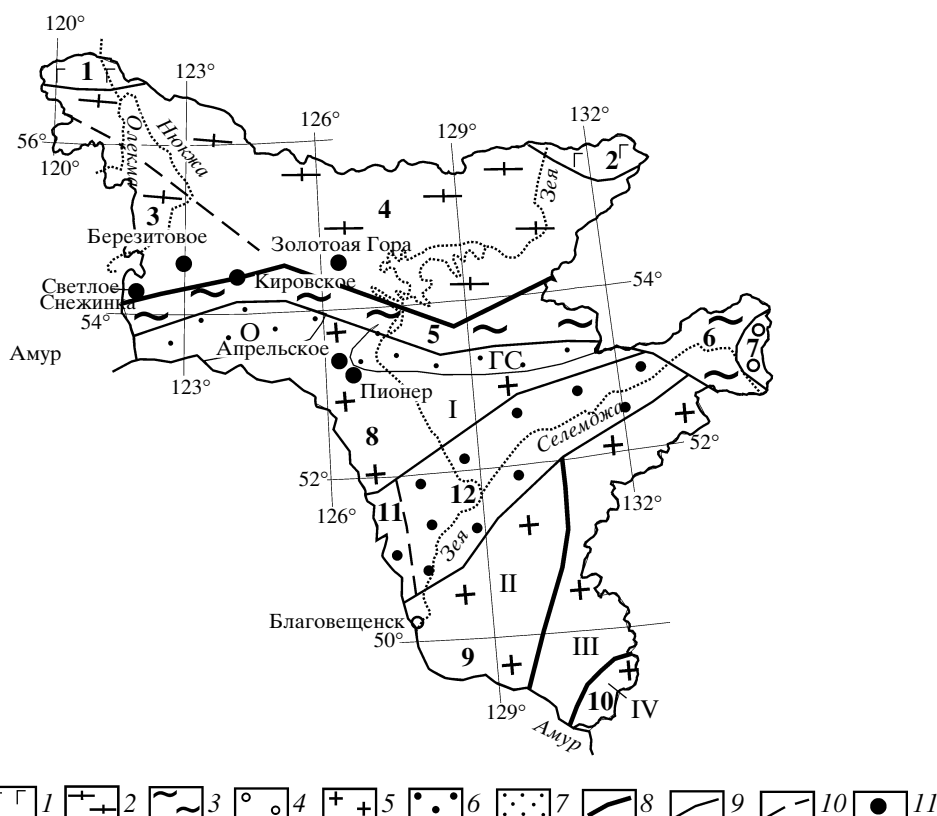 120°
123°
126°
129°
132°
1
2
56°
120°
Олекма
Нюкжа
Зея
3
4
Березитовое
Золотоая Гора
Светлое
Снежинка
Кировское
54°
54°
5
6
7
О
ГС
Амур
Апрельское
Пионер
123°
I
8
Селемджа
52°
52°
126°
11
12
132°
Зея
II
Благовещенск
50°
9
III
10
IV
129°
Амур
1 2 3 4 5 6 7 8 9 10 11